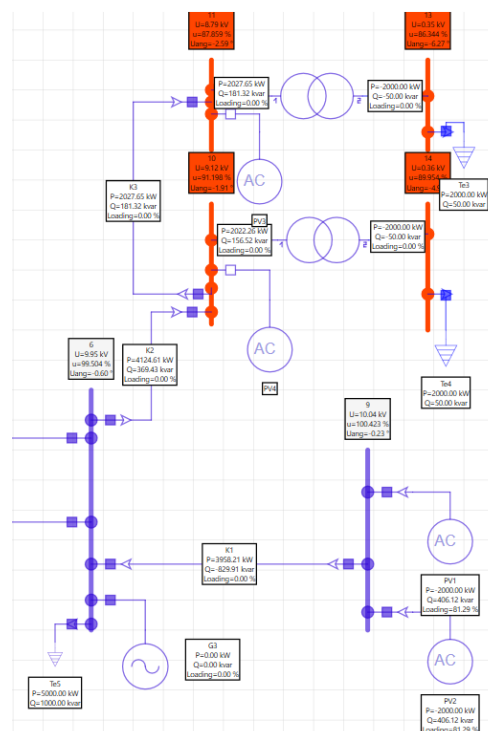 11
U=8.79 kV
u=87.859 %
Uang=-2.59 °
13
U=0.35 kV
u=86.344 %
Uang=-6.27 °
P=2027.65 kW
Q=181.32 kvar
Loading=0.00 %
1
2
P=-2000.00 kW
Q=-50.00 kvar
Loading=0.00 %
10
U=9.12 kV
u=91.198 %
Uang=-1.91 °
AC
14
U=0.36 kV
u=89.954 %
Te3
P=2000.00 kW
Q=50.00 kvar
K3
P=2027.65 kW
Q=181.32 kvar
Loading=0.00 %
PV3
P=2022.26 kW
Q=156.52 kvar
Loading=0.00 %
1
2
P=-2000.00 kW
Q=-50.00 kvar
Loading=0.00 %
AC
PV4
Te4
P=2000.00 kW
Q=50.00 kvar
6
U=9.95 kV
u=99.504 %
Uang=-0.60 °
K2
P=4124.61 kW
Q=369.43 kvar
Loading=0.00 %
9
U=10.04 kV
u=100.423 %
Uang=-0.23 °
AC
K1
P=3958.21 kW
Q=-829.91 kvar
Loading=0.00 %
PV1
P=-2000.00 kW
Q=406.12 kvar
Loading=81.29 %
AC
G3
P=0.00 kW
Q=0.00 kvar
Loading=0.00 %
Te5
P=5000.00 kW
Q=1000.00 kvar
PV2
P=-2000.00 kW
Q=406.12 kvar
Loading=81.29 %